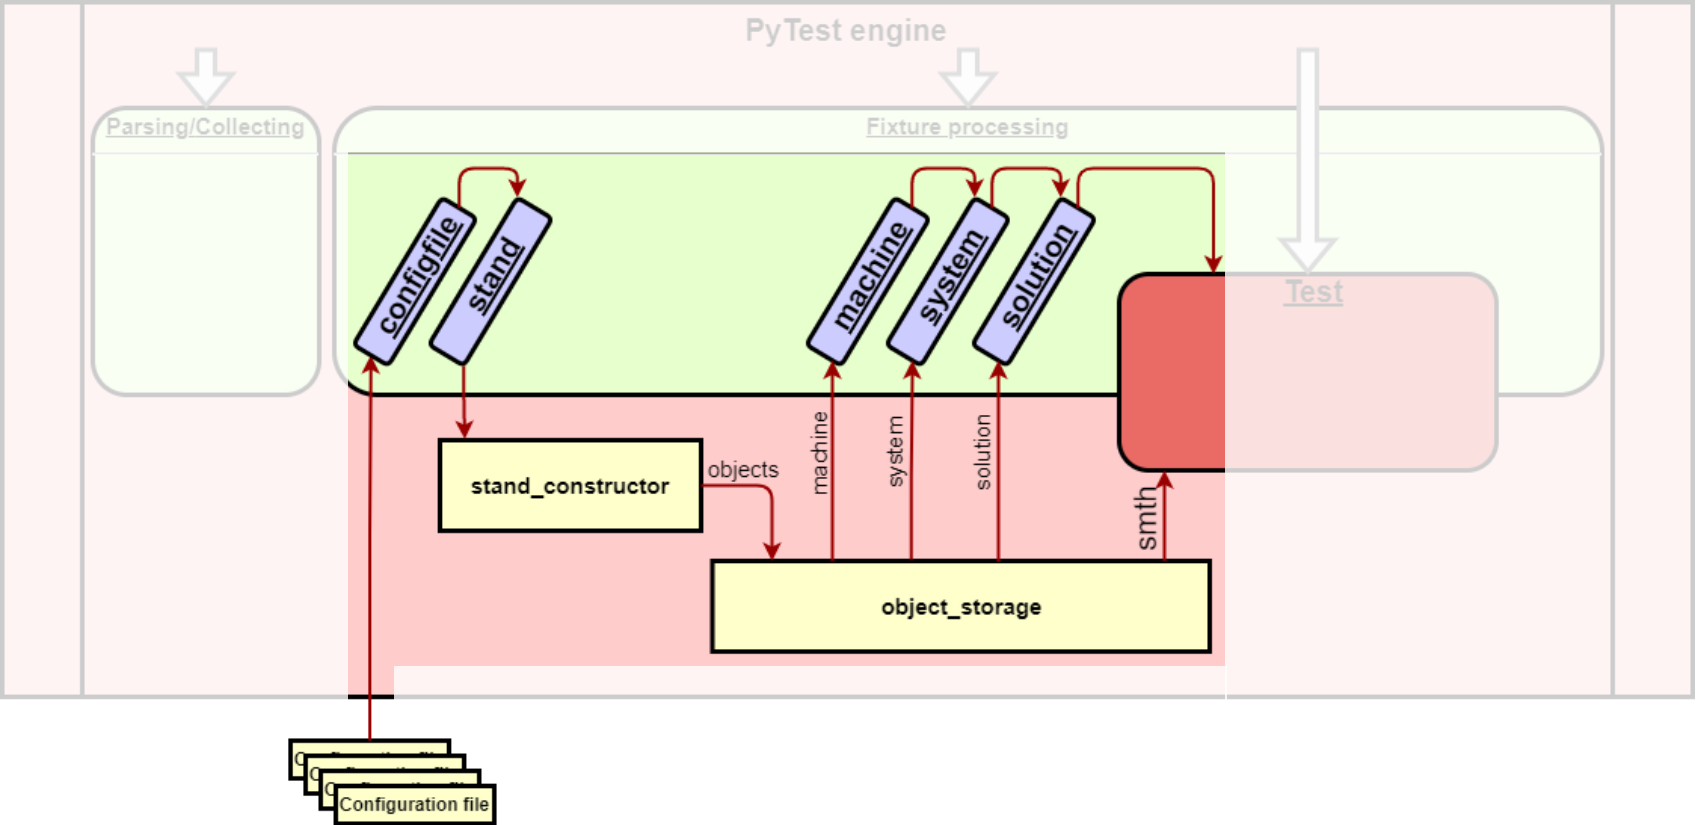 PyTest engine
Parsing/Collecting
Fixture processing
configfile
stand
machine
system
solution
Test
machine
system
solution
objects
stand_constructor
smth
object_storage
Configuration file